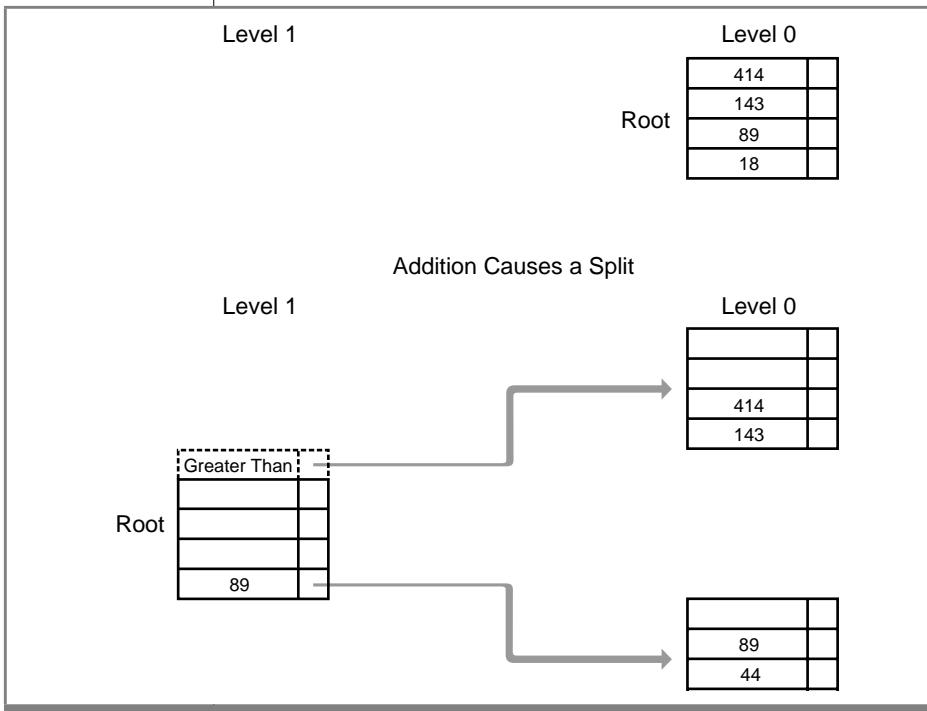 Level 1
Level 0
414
143
Root
89
18
Addition Causes a Split
Level 1
Level 0
414
143
Greater Than
Root
89
89
44